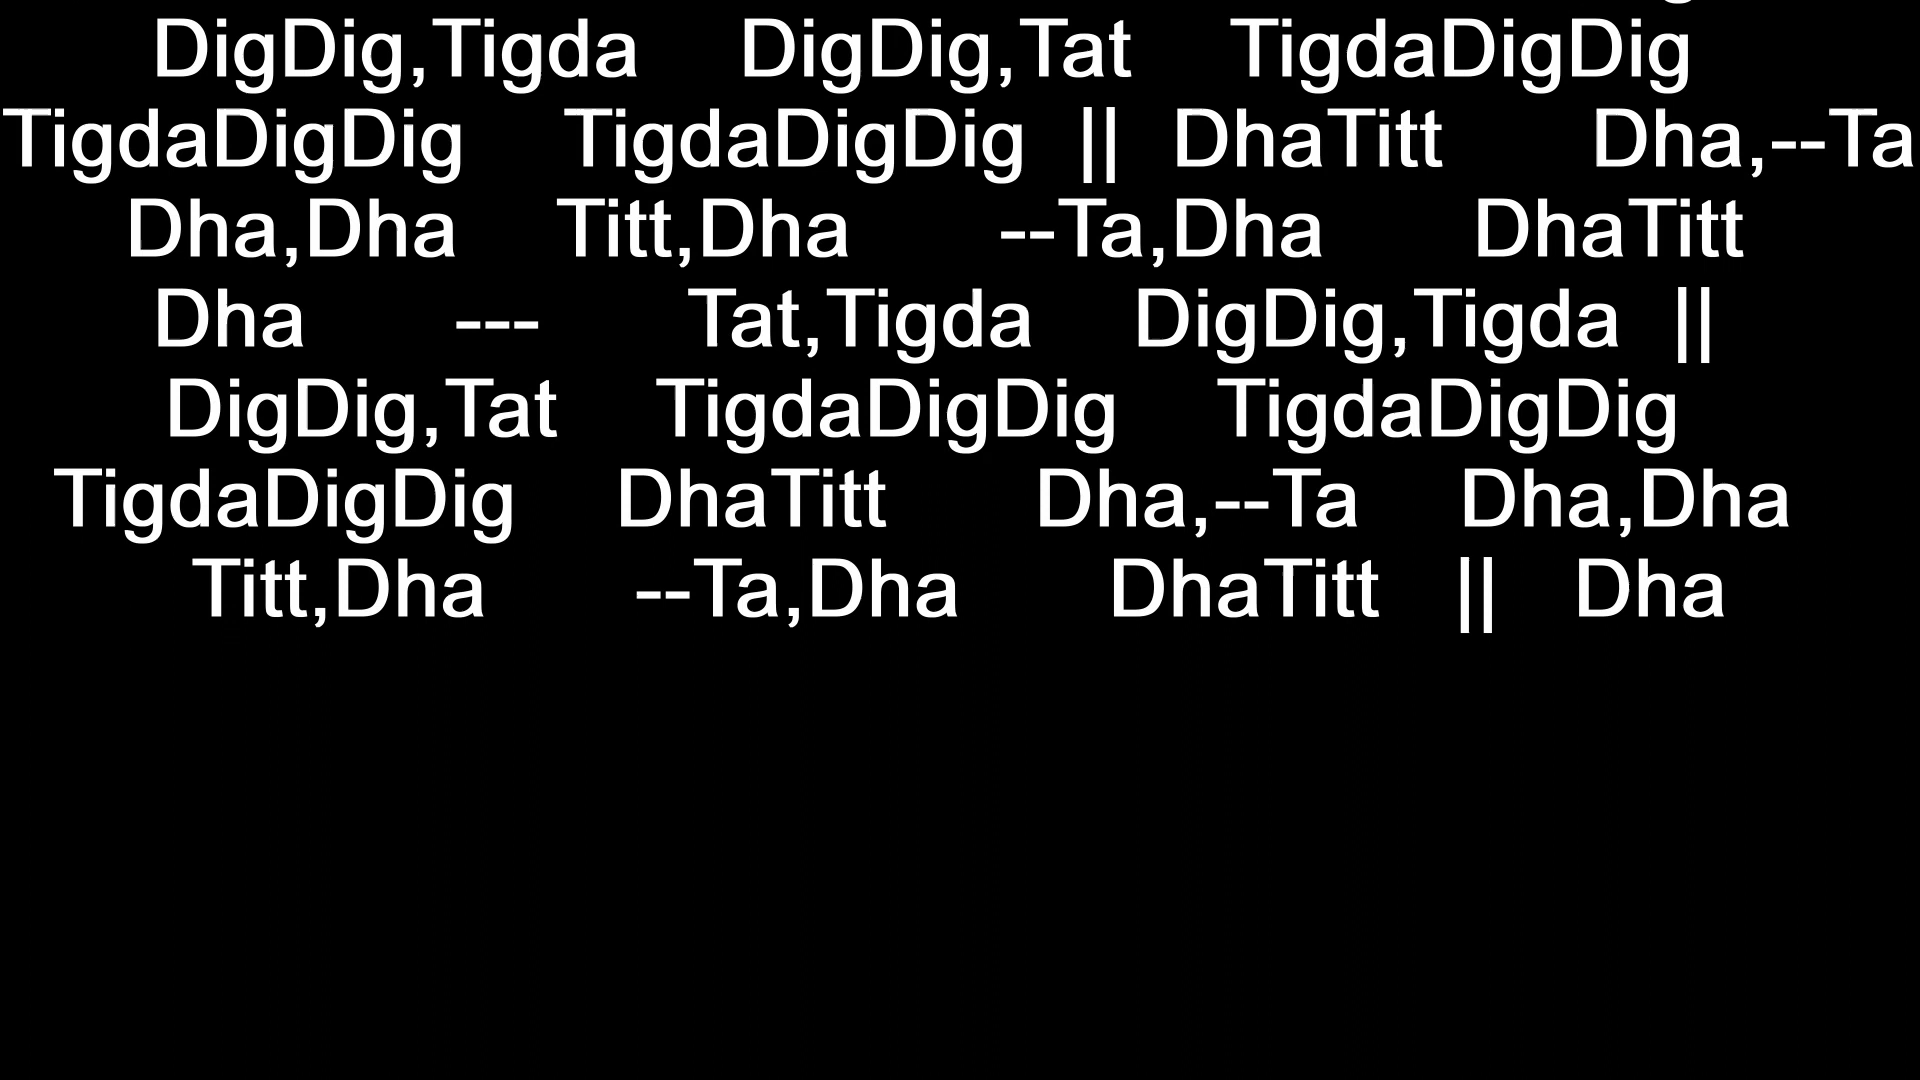 DigDig,Tigda DigDig,Tat TigdaDigDig
TigdaDigDig TigdaDigDig || DhaTitt Dha,--Ta
Dha,Dha Titt,Dha --Ta,Dha DhaTitt
Dha --- Tat,Tigda DigDig,Tigda ||
DigDig,Tat TigdaDigDig TigdaDigDig
TigdaDigDig DhaTitt Dha,--Ta Dha,Dha
Titt,Dha --Ta,Dha DhaTitt || Dha